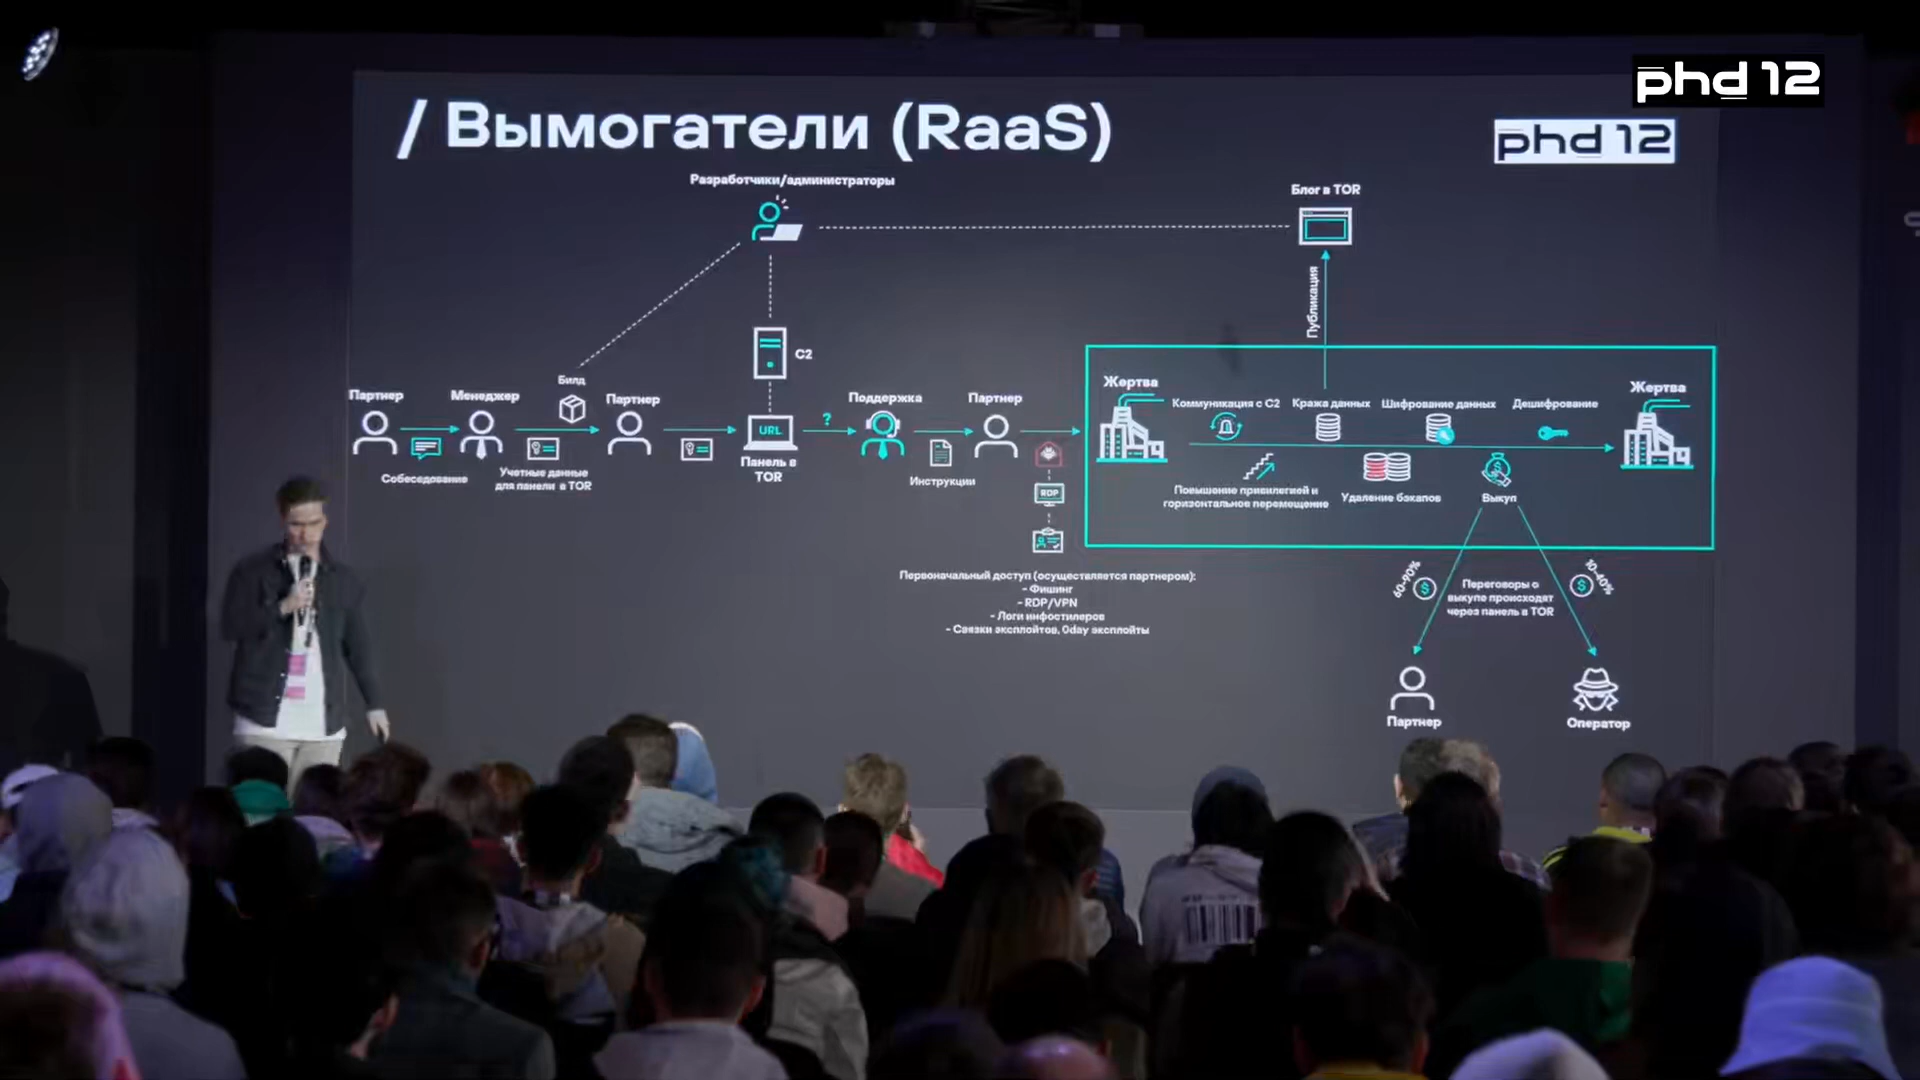 phd 12
/ Вымогатели (RaaS)
phd 12
Разработчики/администраторы
Блог в TOR
Публикация
C2
Билд
Партнер
Менеджер
Партнер
Поддержка
Партнер
URL
?
Собеседование
Учетные данные
для панели в TOR
Панель в
TOR
Инструкции
RDP
Жертва
Коммуникация с C2
Кража данных
Шифрование данных
Дешифрование
Жертва
Повышение привилегией и
горизонтальное перемещение
Удаление бэкапов
Выкуп
Первоначальный доступ (осуществляется партнером):
- Фишинг
- RDP/VPN
- Логи инфостилеров
- Связки эксплойтов, 0day эксплойты
60-90%
$
Переговоры о
выкупе происходят
через панель в TOR
$
10-40%
Партнер
Оператор